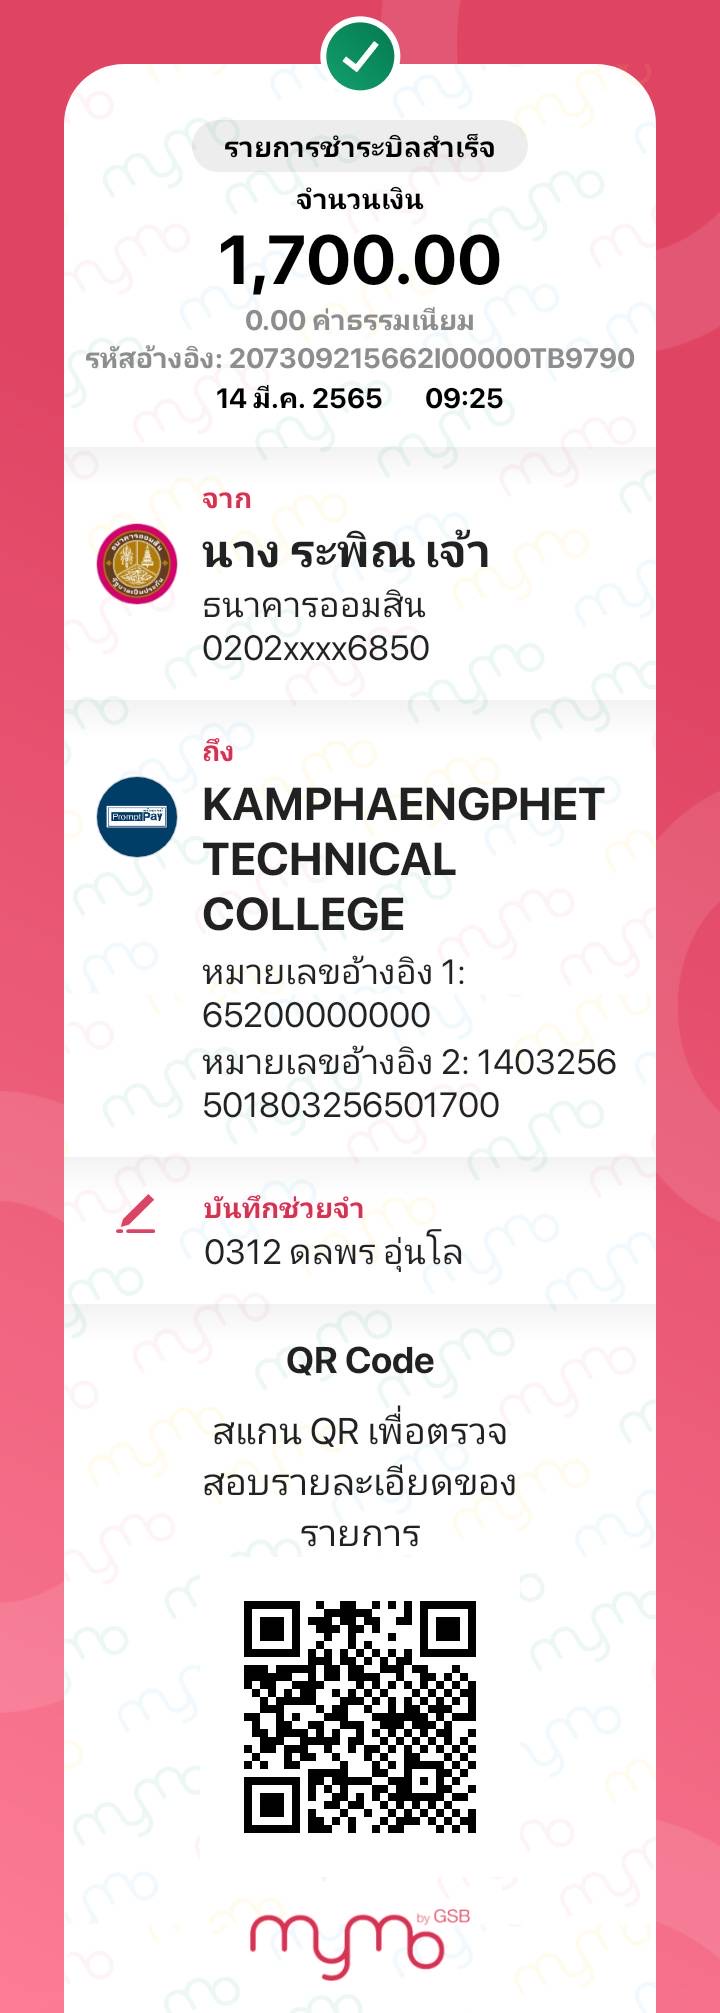 รายการชำระบิลสำเร็จ
จำนวนเงิน
1,700.00
0.00 ค่าธรรมเนียม
รหัสอ้างอิง: 207309215662I00000TB9790
14 มี.ค. 2565 09:25
จาก
นาง ระพิณ เจ้า
ธนาคารออมสิน
0202xxxx6850
ถึง
PromptPay
KAMPHAENGPHET
TECHNICAL
COLLEGE
หมายเลขอ้างอิง 1:
65200000000
หมายเลขอ้างอิง 2: 1403256
501803256501700
บันทึกช่วยจำ
0312 ดลพร อุ่นโล
QR Code
สแกน QR เพื่อตรวจ
สอบรายละเอียดของ
รายการ
mymo by GSB